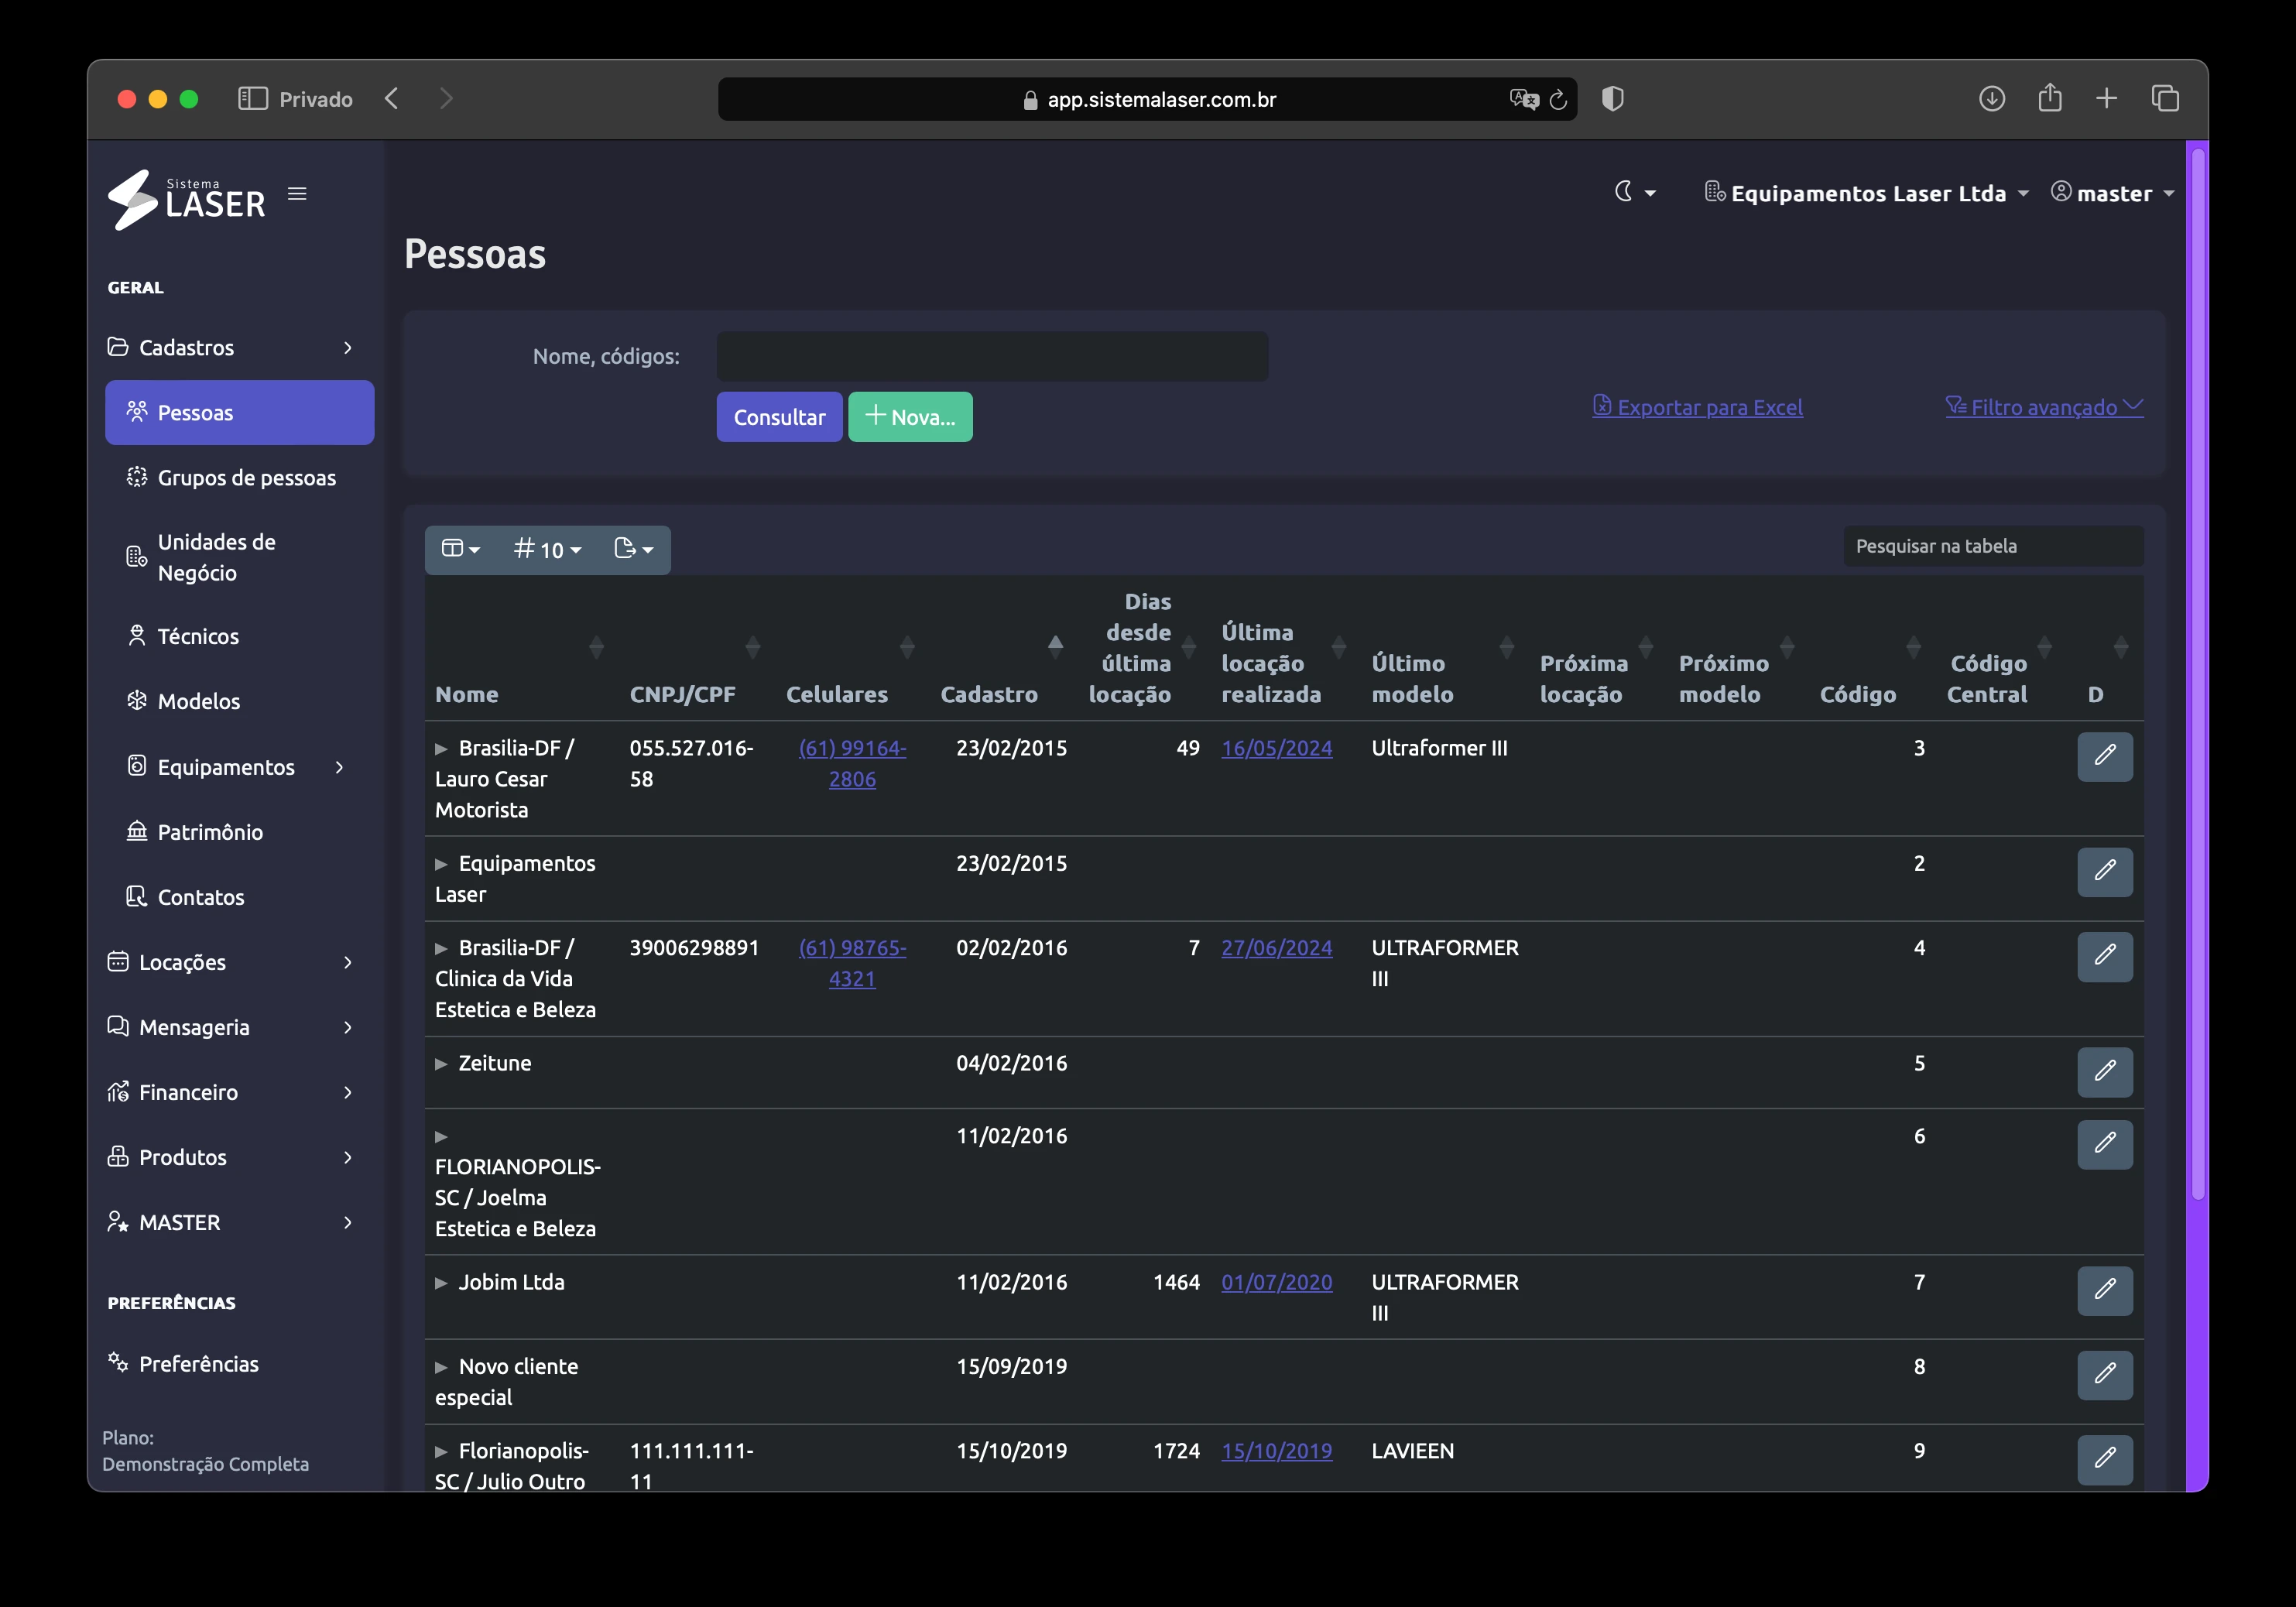 Privado
app.sistemalaser.com.br
Sistema
LASER
Equipamentos Laser Ltda
master
Pessoas
GERAL
Cadastros
Pessoas
Grupos de pessoas
Unidades de
Negócio
Técnicos
Modelos
Equipamentos
Patrimônio
Contatos
Locações
Mensageria
Financeiro
Produtos
MASTER
PREFERÊNCIAS
Preferências
Plano:
Demonstração Completa
Nome, códigos:
Consultar
Nova...
Exportar para Excel
Filtro avançado
# 10
Pesquisar na tabela
Nome
CNPJ/CPF
Celulares
Cadastro
Dias
desde
última
locação
Última
locação
realizada
Último
modelo
Próxima
locação
Próximo
modelo
Código
Código
Central
D
Brasilia-DF /
Lauro Cesar
Motorista
055.527.016-
58
(61) 99164-
2806
23/02/2015
49
16/05/2024
Ultraformer III
3
Equipamentos
Laser
23/02/2015
2
Brasilia-DF /
Clinica da Vida
Estetica e Beleza
39006298891
(61) 98765-
4321
02/02/2016
7
27/06/2024
ULTRAFORMER
III
4
Zeitune
04/02/2016
5
FLORIANOPOLIS-
SC / Joelma
Estetica e Beleza
11/02/2016
6
Jobim Ltda
11/02/2016
1464
01/07/2020
ULTRAFORMER
III
7
Novo cliente
especial
15/09/2019
8
Florianopolis-
SC / Julio Outro
111.111.111-
11
15/10/2019
1724
15/10/2019
LAVIEEN
9